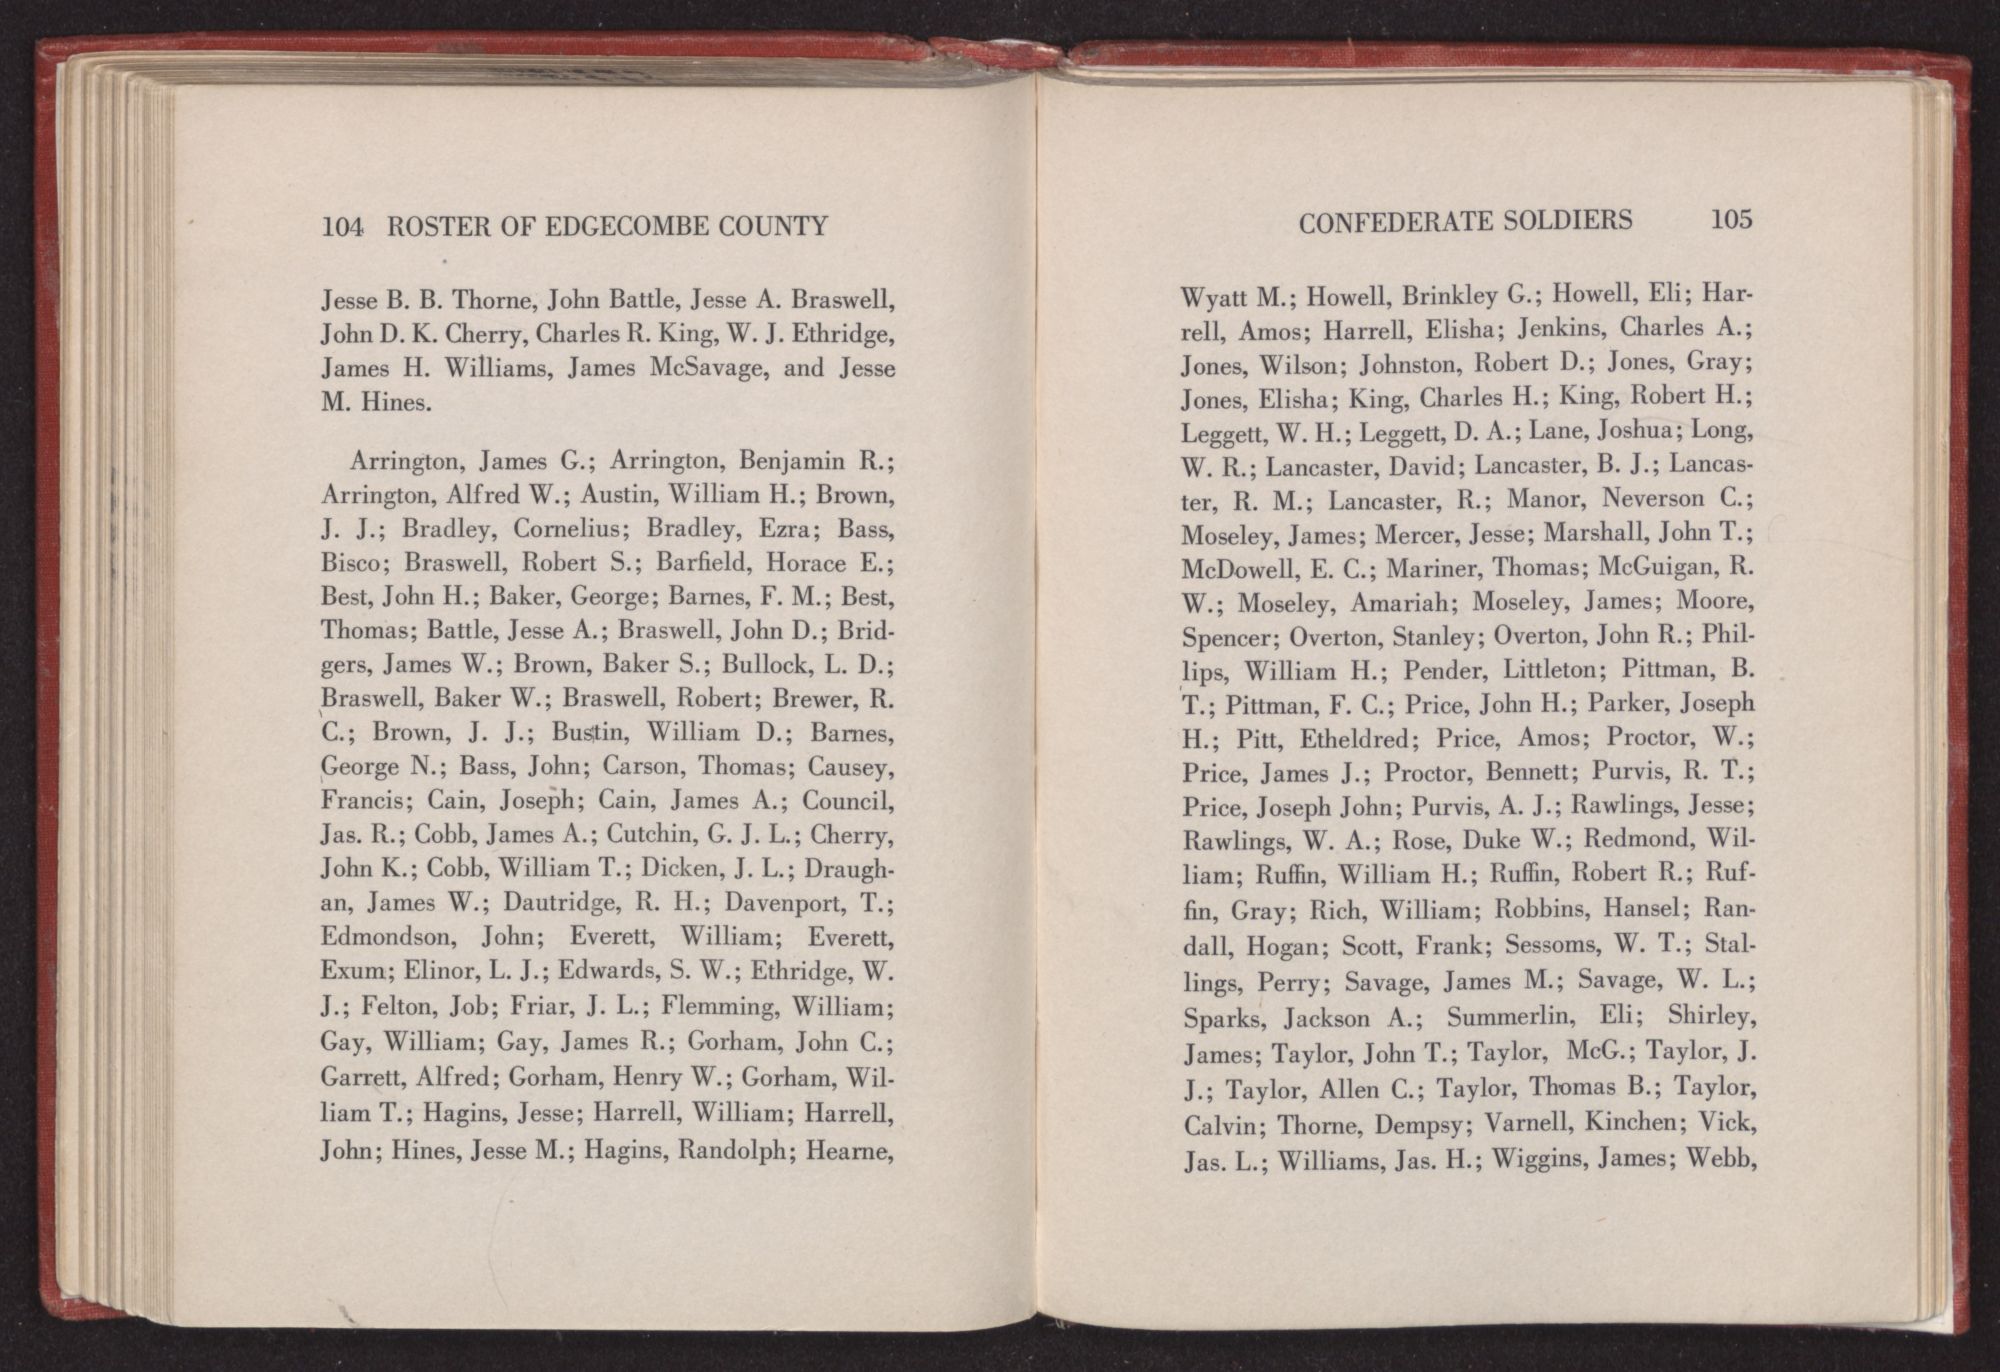 104 ROSTER OF EDGECOMBE COUNTY
Jesse B. B. Thorne, John Battle, Jesse A. Braswell,
John D. K. Cherry, Charles R. King, W. J. Ethridge,
James H. Williams, James McSavage, and Jesse
M. Hines.
Arrington, James G.; Arrington, Benjamin R.;
Arrington, Alfred W.; Austin, William H.; Brown,
J. J.; Bradley, Cornelius; Bradley, Ezra; Bass,
Bisco; Braswell, Robert S.; Barfield, Horace E.;
Best, John H.; Baker, George; Barnes, F. M.; Best,
Thomas; Battle, Jesse A.; Braswell, John D.; Brid-
gers, James W.; Brown, Baker S.; Bullock, L. D.;
Braswell, Baker W.; Braswell, Robert; Brewer, R.
C.; Brown, J. J.; Bustin, William D.; Barnes,
George N.; Bass, John; Carson, Thomas; Causey,
Francis; Cain, Joseph; Cain, James A.; Council,
Jas. R.; Cobb, James A.; Cutchin, G. J. L.; Cherry,
John K.; Cobb, William T.; Dicken, J. L.; Draugh-
an, James W.; Dautridge, R. H.; Davenport, T.;
Edmondson, John; Everett, William; Everett,
Exum; Elinor, L. J.; Edwards, S. W.; Ethridge, W.
J.; Felton, Job; Friar, J. L.; Flemming, William;
Gay, William; Gay, James R.; Gorham, John C.;
Garrett, Alfred; Gorham, Henry W.; Gorham, Wil-
liam T.; Hagins, Jesse; Harrell, William; Harrell,
John; Hines, Jesse M.; Hagins, Randolph; Hearne,
CONFEDERATE SOLDIERS 105
Wyatt M.; Howell, Brinkley G.; Howell, Eli; Har-
rell, Amos; Harrell, Elisha; Jenkins, Charles A.;
Jones, Wilson; Johnston, Robert D.; Jones, Gray;
Jones, Elisha; King, Charles H.; King, Robert H.;
Leggett, W. H.; Leggett, D. A.; Lane, Joshua; Long,
W. R.; Lancaster, David; Lancaster, B. J.; Lancas-
ter, R. M.; Lancaster, R.; Manor, Neverson C.;
Moseley, James; Mercer, Jesse; Marshall, John T.;
McDowell, E. C.; Mariner, Thomas; McGuigan, R.
W.; Moseley, Amariah; Moseley, James; Moore,
Spencer; Overton, Stanley; Overton, John R.; Phil-
lips, William H.; Pender, Littleton; Pittman, B.
T.; Pittman, F. C.; Price, John H.; Parker, Joseph
H.; Pitt, Etheldred; Price, Amos; Proctor, W.;
Price, James J.; Proctor, Bennett; Purvis, R. T.;
Price, Joseph John; Purvis, A. J.; Rawlings, Jesse;
Rawlings, W. A.; Rose, Duke W.; Redmond, Wil-
liam; Ruffin, William H.; Ruffin, Robert R.; Ruf-
fin, Gray; Rich, William; Robbins, Hansel; Ran-
dall, Hogan; Scott, Frank; Sessoms, W. T.; Stal-
lings, Perry; Savage, James M.; Savage, W. L.;
Sparks, Jackson A.; Summerlin, Eli; Shirley,
James; Taylor, John T.; Taylor, McG.; Taylor, J.
J.; Taylor, Allen C.; Taylor, Thomas B.; Taylor,
Calvin; Thorne, Dempsy; Varnell, Kinchen; Vick,
Jas. L.; Williams, Jas. H.; Wiggins, James; Webb,